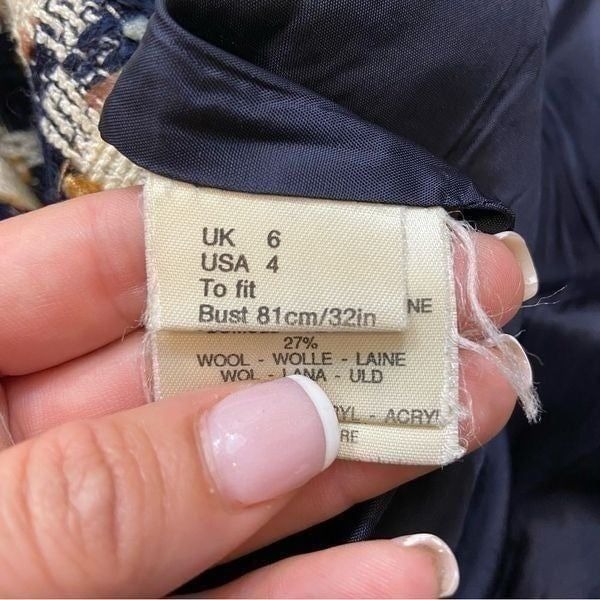 UK 6
USA 4
To fit
Bust 81cm/32in
NE
27%
WOOL - WOLLE - LAINE
WOL - LANA - ULD
RYL - ACRYL
RE